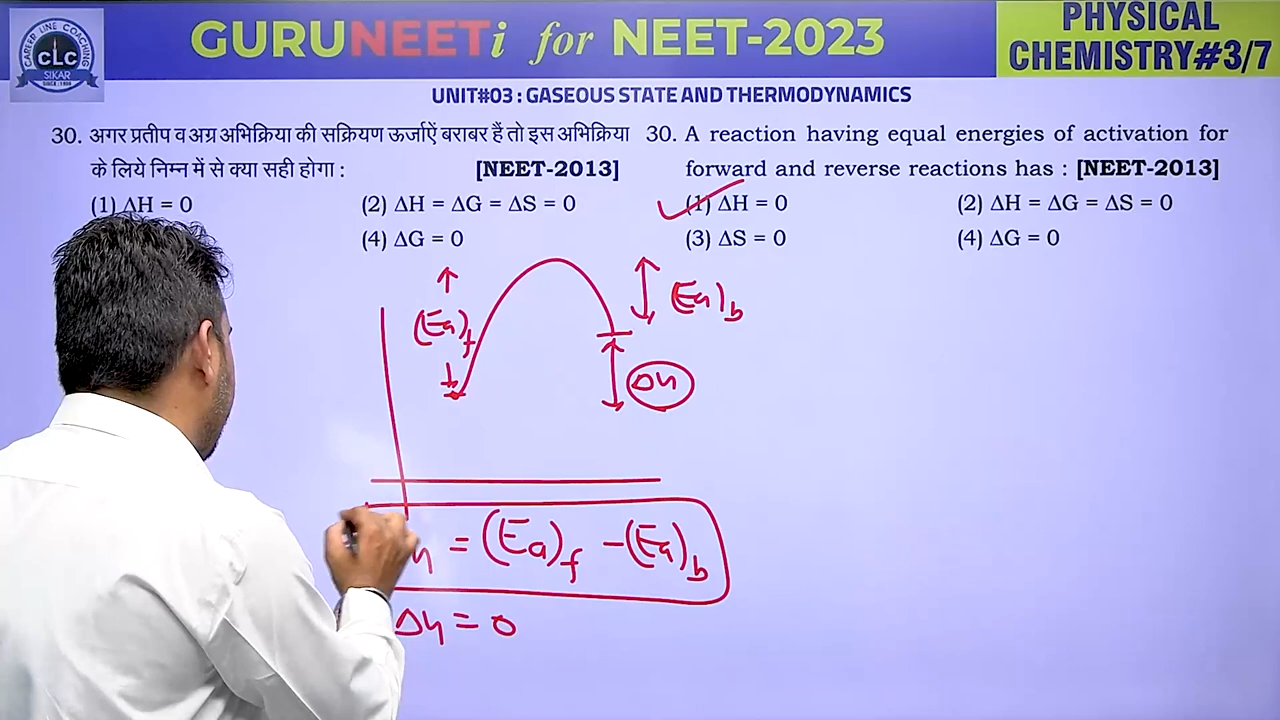 CAREER LINE COACHING
CLC
SIKAR
SINCE : 1996
GURUNEETi for NEET-2023
PHYSICAL
CHEMISTRY#3/7
UNIT#03 : GASEOUS STATE AND THERMODYNAMICS
30. अगर प्रतीप व अग्र अभिक्रिया की सक्रियण ऊर्जाऐं बराबर हैं तो इस अभिक्रिया
के लिये निम्न में से क्या सही होगा : [NEET-2013]
(1) ΔH = 0 (2) ΔH = ΔG = ΔS = 0
(4) ΔG = 0
30. A reaction having equal energies of activation for
forward and reverse reactions has : [NEET-2013]
(1) ΔH = 0 (2) ΔH = ΔG = ΔS = 0
(3) ΔS = 0 (4) ΔG = 0
(Ea)f
(Ea)b
ΔH
H = (Ea)f - (Ea)b
ΔH = 0